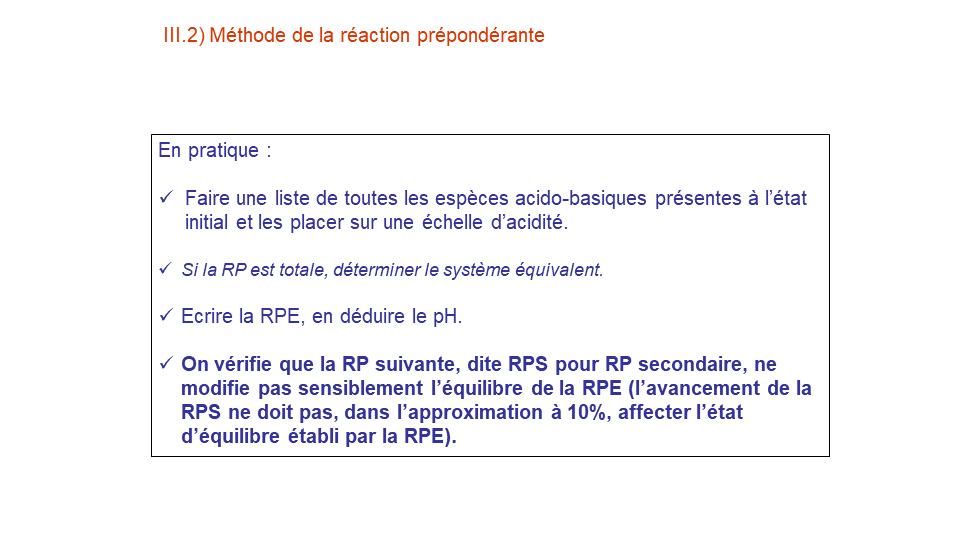 III.2) Méthode de la réaction prépondérante
En pratique :
✓ Faire une liste de toutes les espèces acido-basiques présentes à l’état
initial et les placer sur une échelle d’acidité.
✓ Si la RP est totale, déterminer le système équivalent.
✓ Ecrire la RPE, en déduire le pH.
✓ On vérifie que la RP suivante, dite RPS pour RP secondaire, ne
modifie pas sensiblement l’équilibre de la RPE (l’avancement de la
RPS ne doit pas, dans l’approximation à 10%, affecter l’état
d’équilibre établi par la RPE).